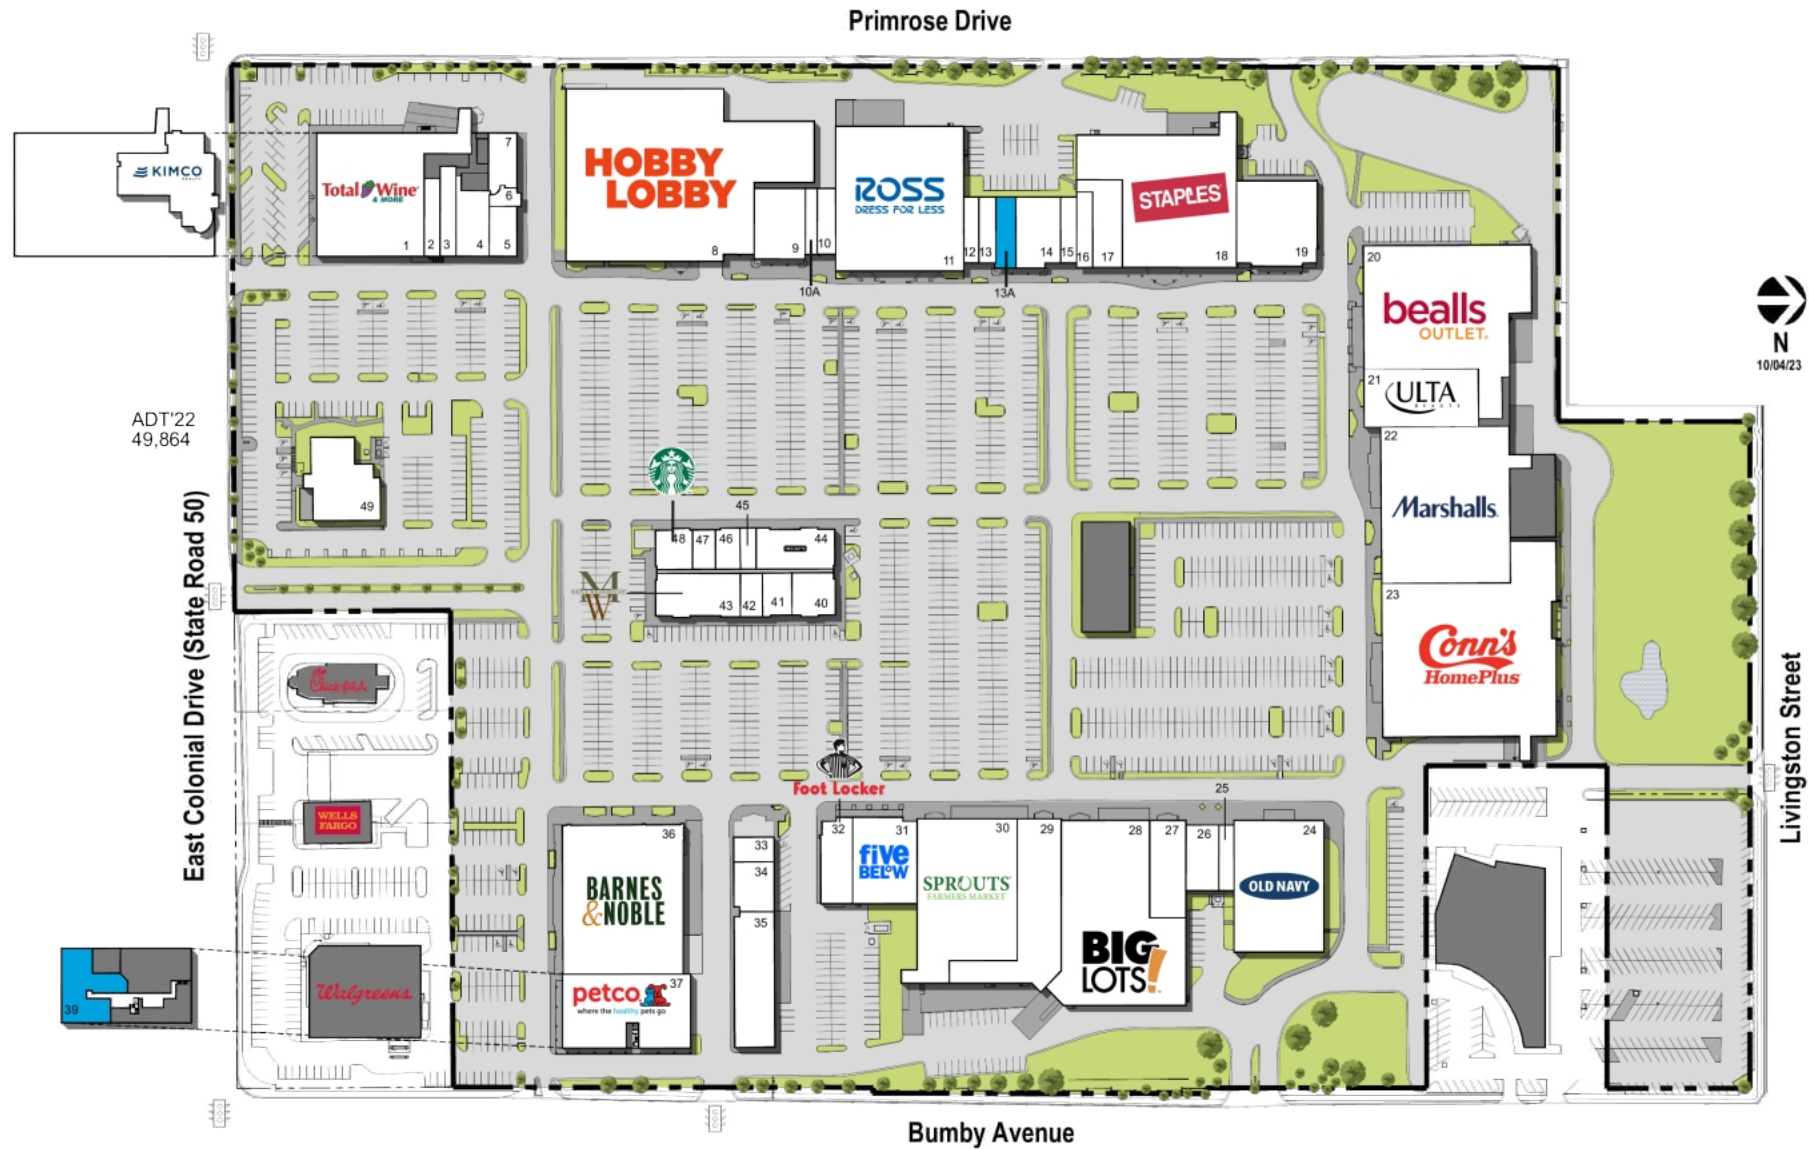 Primrose Drive
KIMCO
REALTY
Total Wine
& MORE
7
6
1
2
3
4
5
HOBBY
LOBBY
8
9
10
10A
ROSS
DRESS FOR LESS
11
12
13
13A
14
15
16
17
STAPLES
18
19
20
bealls
OUTLET
21
ULTA
BEAUTY
22
Marshalls
23
Conn's
HomePlus
N
10/04/23
ADT'22
49,864
East Colonial Drive (State Road 50)
49
48
47
46
45
44
43
42
41
40
MW
Chick-fil-A
WELLS
FARGO
Walgreens
39
36
BARNES
&NOBLE
37
petco
where the healthy pets go
33
34
35
Foot Locker
32
31
five
BELOW
30
SPROUTS
FARMERS MARKET
29
28
BIG
LOTS!
27
26
25
24
OLD NAVY
Livingston Street
Bumby Avenue